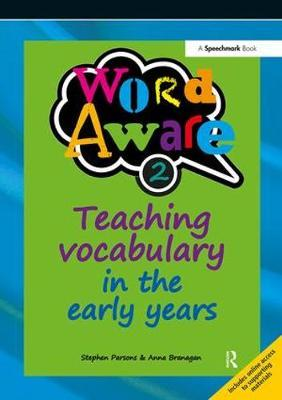 A Speechmark Book
Word
Aware
2
Teaching
vocabulary
in the
early years
Stephen Parsons & Anne Branagan
Includes online access
to supporting
materials
R